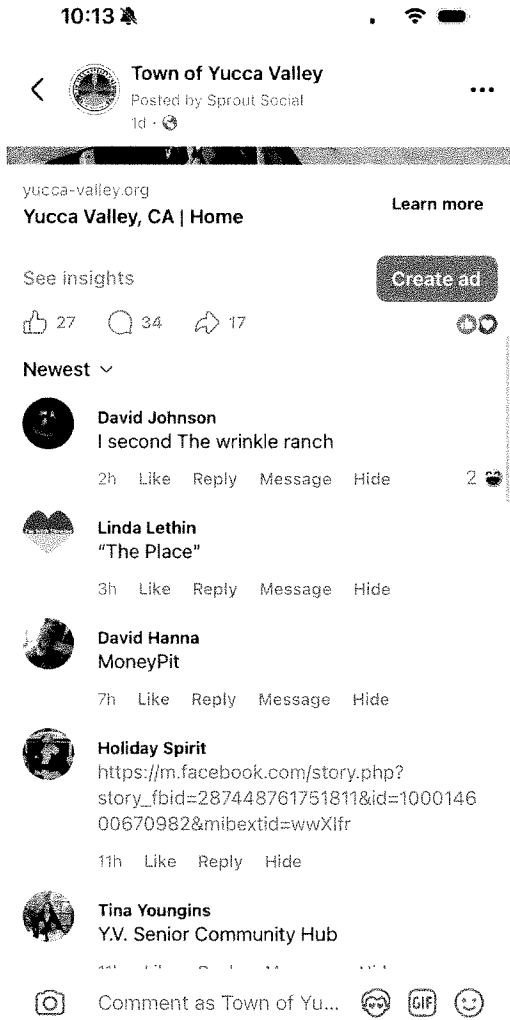 10:13
Town of Yucca Valley
Posted by Sprout Social
1d ·
yucca-valley.org
Yucca Valley, CA | Home
Learn more
See insights
Create ad
27 34 17
Newest
David Johnson
I second The wrinkle ranch
2h Like Reply Message Hide 2
Linda Lethin
“The Place”
3h Like Reply Message Hide
David Hanna
MoneyPit
7h Like Reply Message Hide
Holiday Spirit
https://m.facebook.com/story.php?
story_fbid=287448761751811&id=1000146
00670982&mibextid=wwXIfr
11h Like Reply Hide
Tina Youngins
Y.V. Senior Community Hub
Comment as Town of Yu... GIF